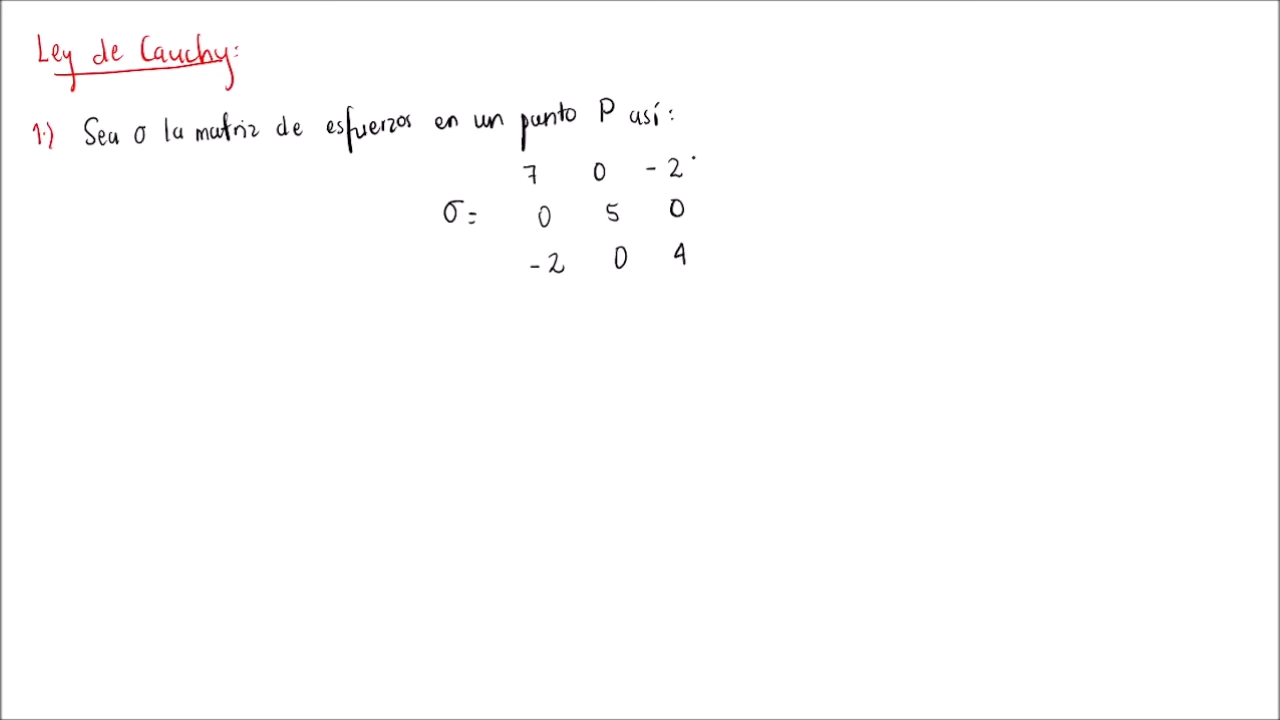 Ley de Cauchy:
1.) Sea σ la matriz de esfuerzos en un punto P así:
7 0 -2
σ= 0 5 0
-2 0 4